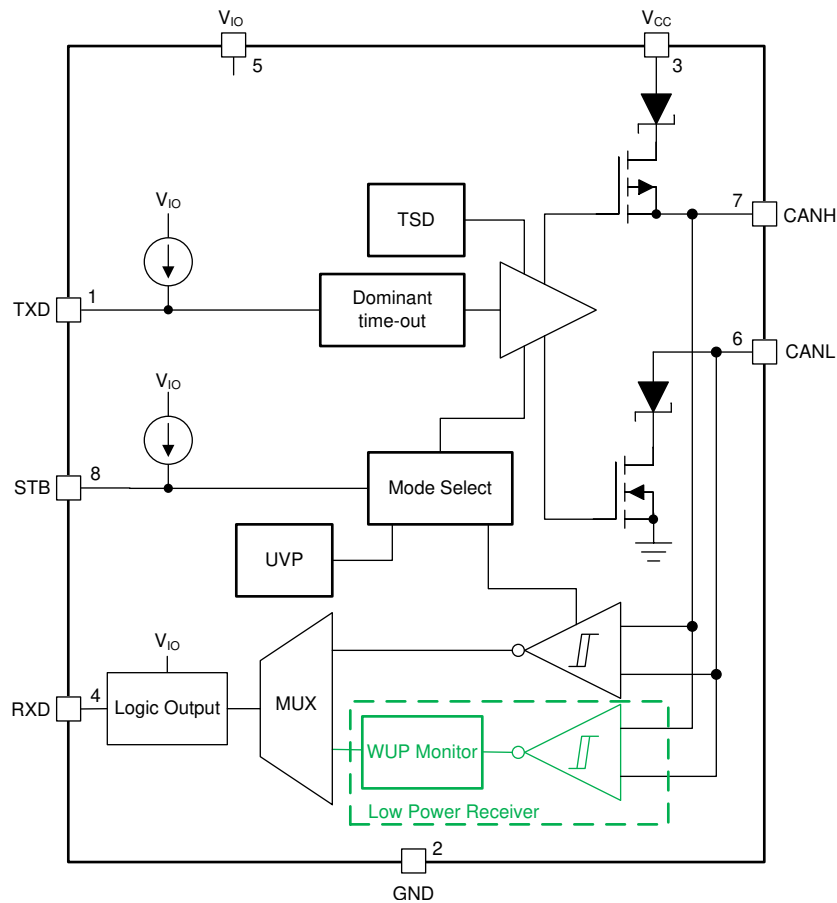 VIO
5
VCC
3
VIO
TSD
7
CANH
TXD
1
Dominant
time-out
6
CANL
VIO
STB
8
Mode Select
UVP
VIO
RXD
4
Logic Output
MUX
WUP Monitor
Low Power Receiver
2
GND